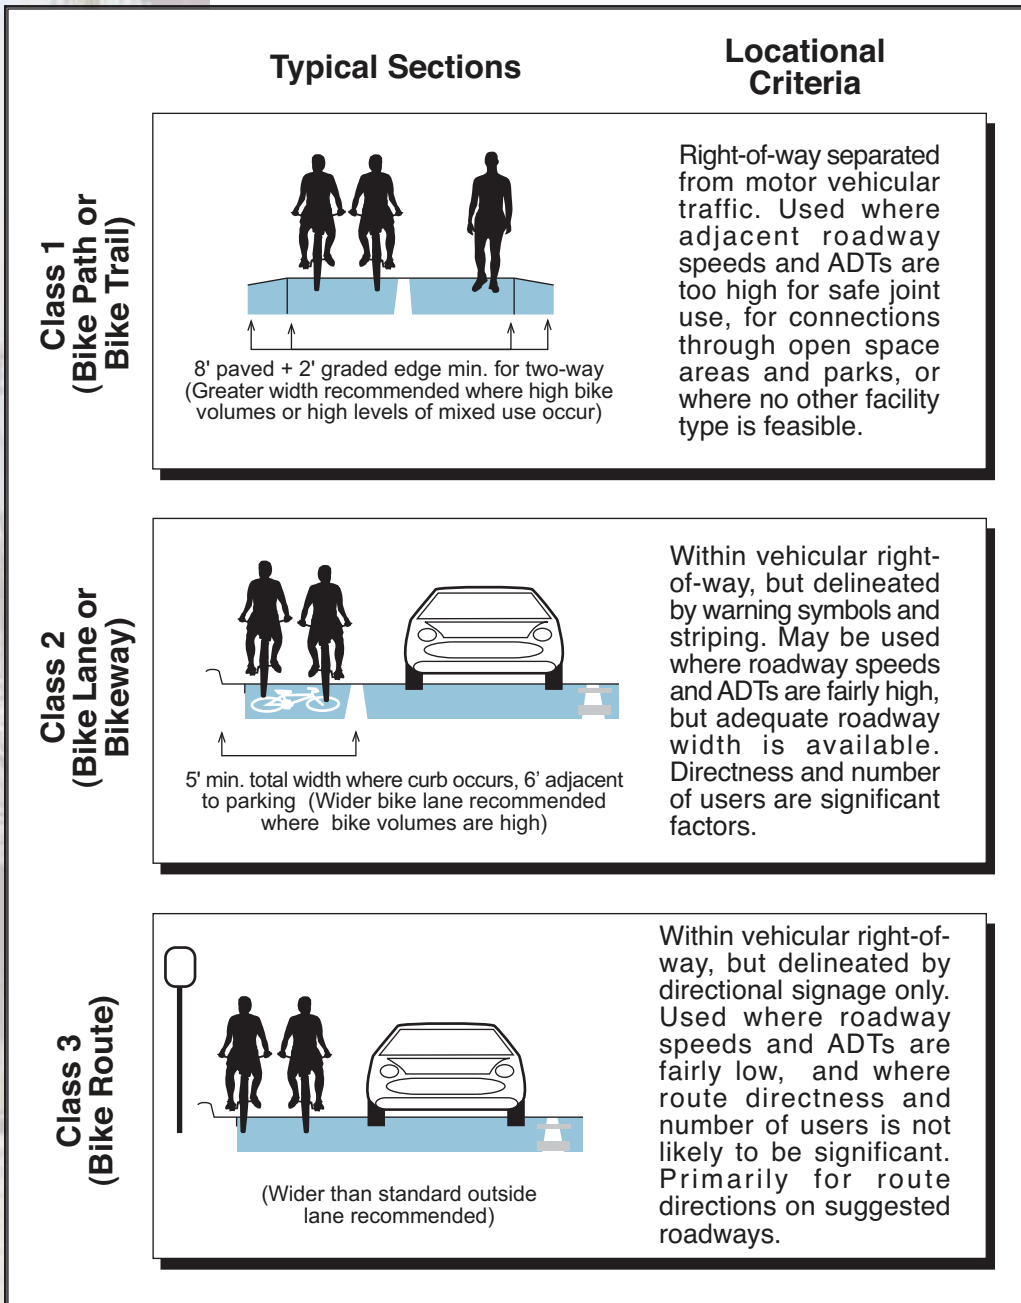 Typical Sections
Locational
Criteria
Class 1
(Bike Path or
Bike Trail)
8' paved + 2' graded edge min. for two-way
(Greater width recommended where high bike
volumes or high levels of mixed use occur)
Right-of-way separated
from motor vehicular
traffic. Used where
adjacent roadway
speeds and ADTs are
too high for safe joint
use, for connections
through open space
areas and parks, or
where no other facility
type is feasible.
Class 2
(Bike Lane or
Bikeway)
5' min. total width where curb occurs, 6’ adjacent
to parking (Wider bike lane recommended
where bike volumes are high)
Within vehicular right-
of-way, but delineated
by warning symbols and
striping. May be used
where roadway speeds
and ADTs are fairly high,
but adequate roadway
width is available.
Directness and number
of users are significant
factors.
Class 3
(Bike Route)
(Wider than standard outside
lane recommended)
Within vehicular right-of-
way, but delineated by
directional signage only.
Used where roadway
speeds and ADTs are
fairly low, and where
route directness and
number of users is not
likely to be significant.
Primarily for route
directions on suggested
roadways.